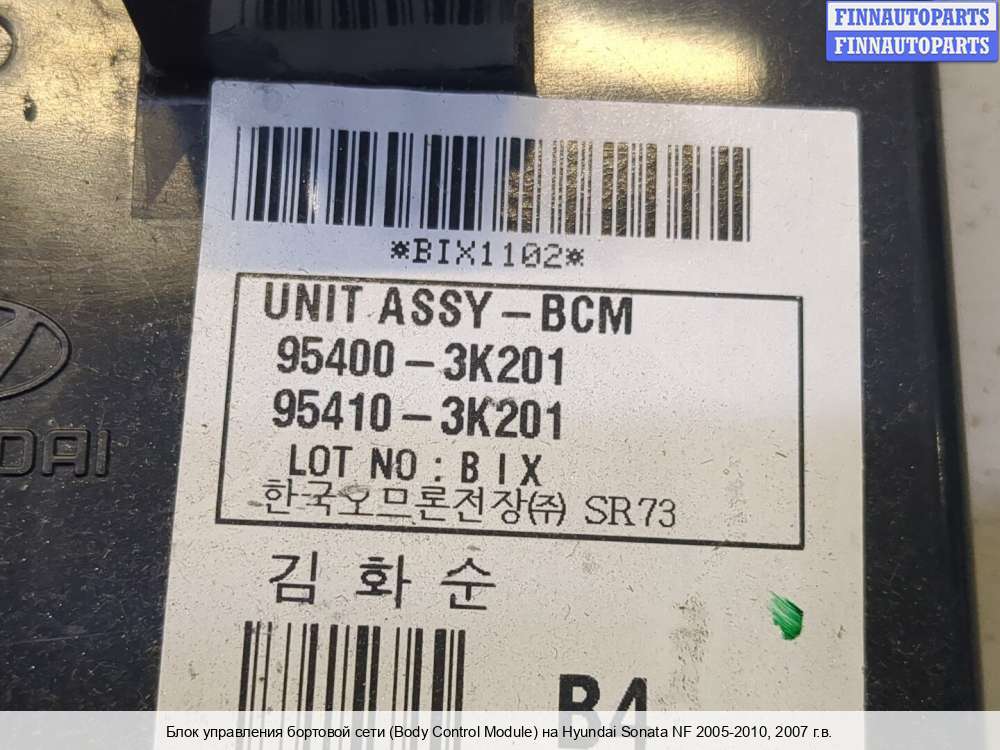 FINNAUTOPARTS
FINNAUTOPARTS
*BIX1102*
UNIT ASSY-BCM
95400-3K201
95410-3K201
LOT NO : B I X
한국오므론전장㈜ SR73
김 화 순
B4
DAI
Блок управления бортовой сети (Body Control Module) на Hyundai Sonata NF 2005-2010, 2007 г.в.